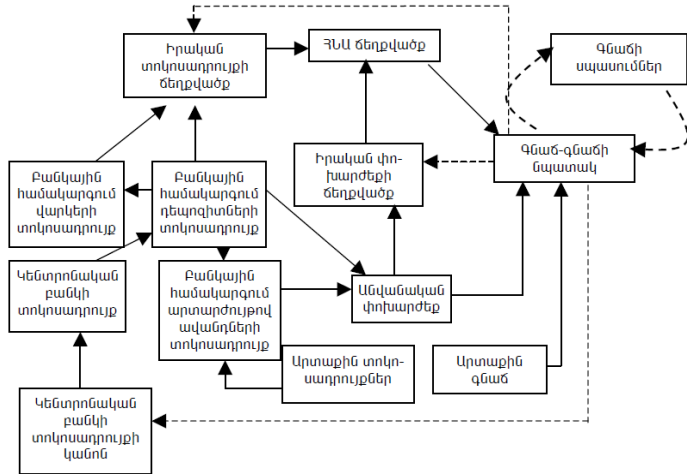 Իրական
տոկոսադրույքի
ճեղքվածք
ՀՆԱ ճեղքվածք
Գնաճի
սպասումներ
Իրական փո-
խարժեքի
ճեղքվածք
Գնաճ-գնաճի
նպատակ
Բանկային
համակարգում
վարկերի
տոկոսադրույք
Բանկային
համակարգում
դեպոզիտների
տոկոսադրույք
Կենտրոնական
բանկի
տոկոսադրույք
Բանկային
համակարգում
արտարժույթով
ավանդների
տոկոսադրույք
Անվանական
փոխարժեք
Արտաքին տոկո-
սադրույքներ
Արտաքին
գնաճ
Կենտրոնական
բանկի
տոկոսադրույքի
կանոն